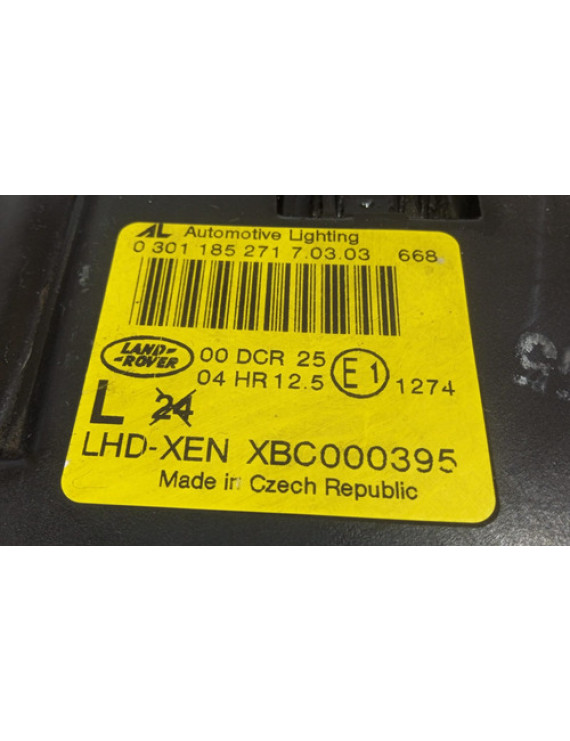 AL Automotive Lighting
0 301 185 271 7.03.03 668
LAND-ROVER
00 DCR 25
04 HR 12.5
E1
1274
L 24
LHD-XEN XBC000395
Made in Czech Republic